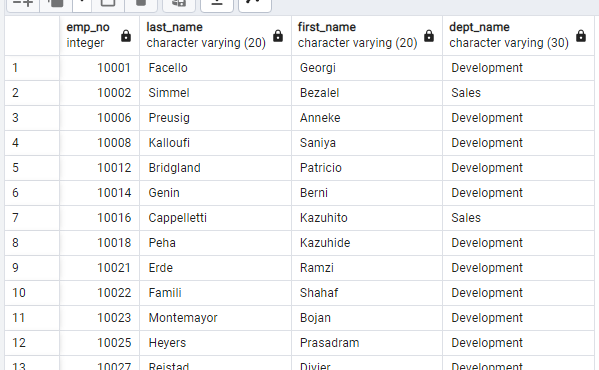 emp_no last_name first_name dept_name
integer character varying (20) character varying (20) character varying (30)
1 10001 Facello Georgi Development
2 10002 Simmel Bezalel Sales
3 10006 Preusig Anneke Development
4 10008 Kalloufi Saniya Development
5 10012 Bridgland Patricio Development
6 10014 Genin Berni Development
7 10016 Cappelletti Kazuhito Sales
8 10018 Peha Kazuhide Development
9 10021 Erde Ramzi Development
10 10022 Famili Shahaf Development
11 10023 Montemayor Bojan Development
12 10025 Heyers Prasadram Development
13 10027 Reistad Divier Development